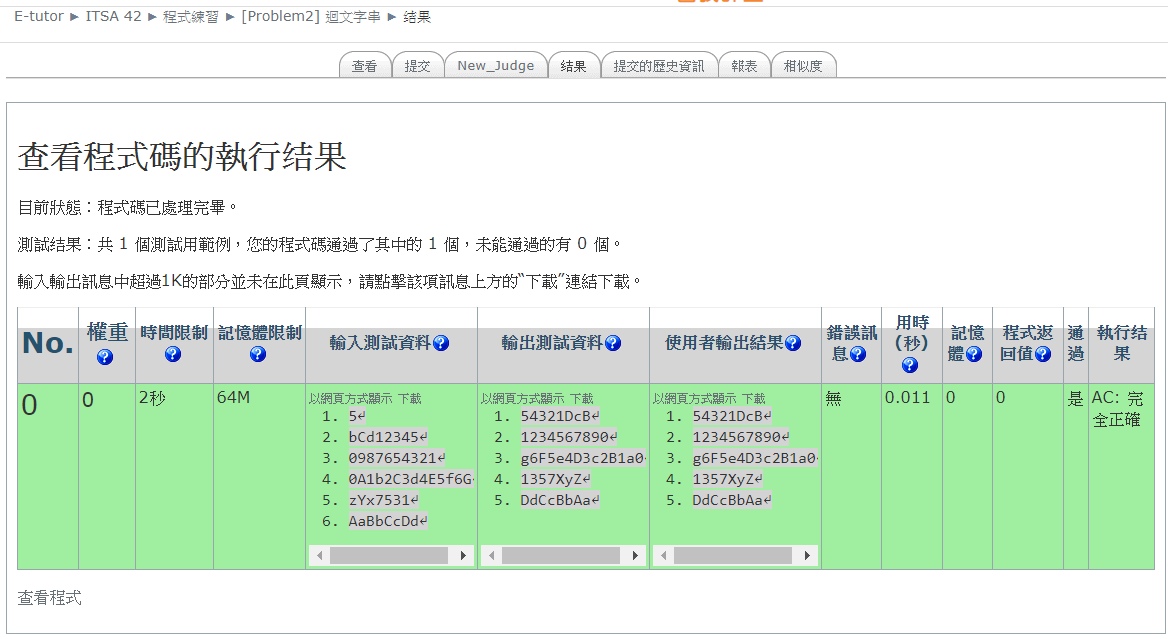 E-tutor ► ITSA 42 ► 程式練習 ► [Problem2] 迴文字串 ► 结果
查看
提交
New_Judge
结果
提交的歷史資訊
報表
相似度
查看程式碼的執行结果
目前狀態：程式碼已處理完畢。
測試结果：共 1 個測試用範例，您的程式碼通過了其中的 1 個，未能通過的有 0 個。
輸入輸出訊息中超過1K的部分並未在此頁顯示，請點擊該項訊息上方的“下載”連結下載。
No.
權重
時間限制
記憶體限制
輸入測試資料
輸出測試資料
使用者輸出結果
錯誤訊
息
用時
(秒)
記憶
體
程式返
回值
通
過
執行结
果
0
0
2秒
64M
以網頁方式顯示 下載
1. 5↵
2. bCd12345↵
3. 0987654321↵
4. 0A1b2C3d4E5f6G
5. zYx7531↵
6. AaBbCcDd↵
以網頁方式顯示 下載
1. 54321DcB↵
2. 1234567890↵
3. g6F5e4D3c2B1a0
4. 1357XyZ↵
5. DdCcBbAa↵
以網頁方式顯示 下載
1. 54321DcB↵
2. 1234567890↵
3. g6F5e4D3c2B1a0
4. 1357XyZ↵
5. DdCcBbAa↵
無
0.011
0
0
是
AC: 完
全正確
查看程式